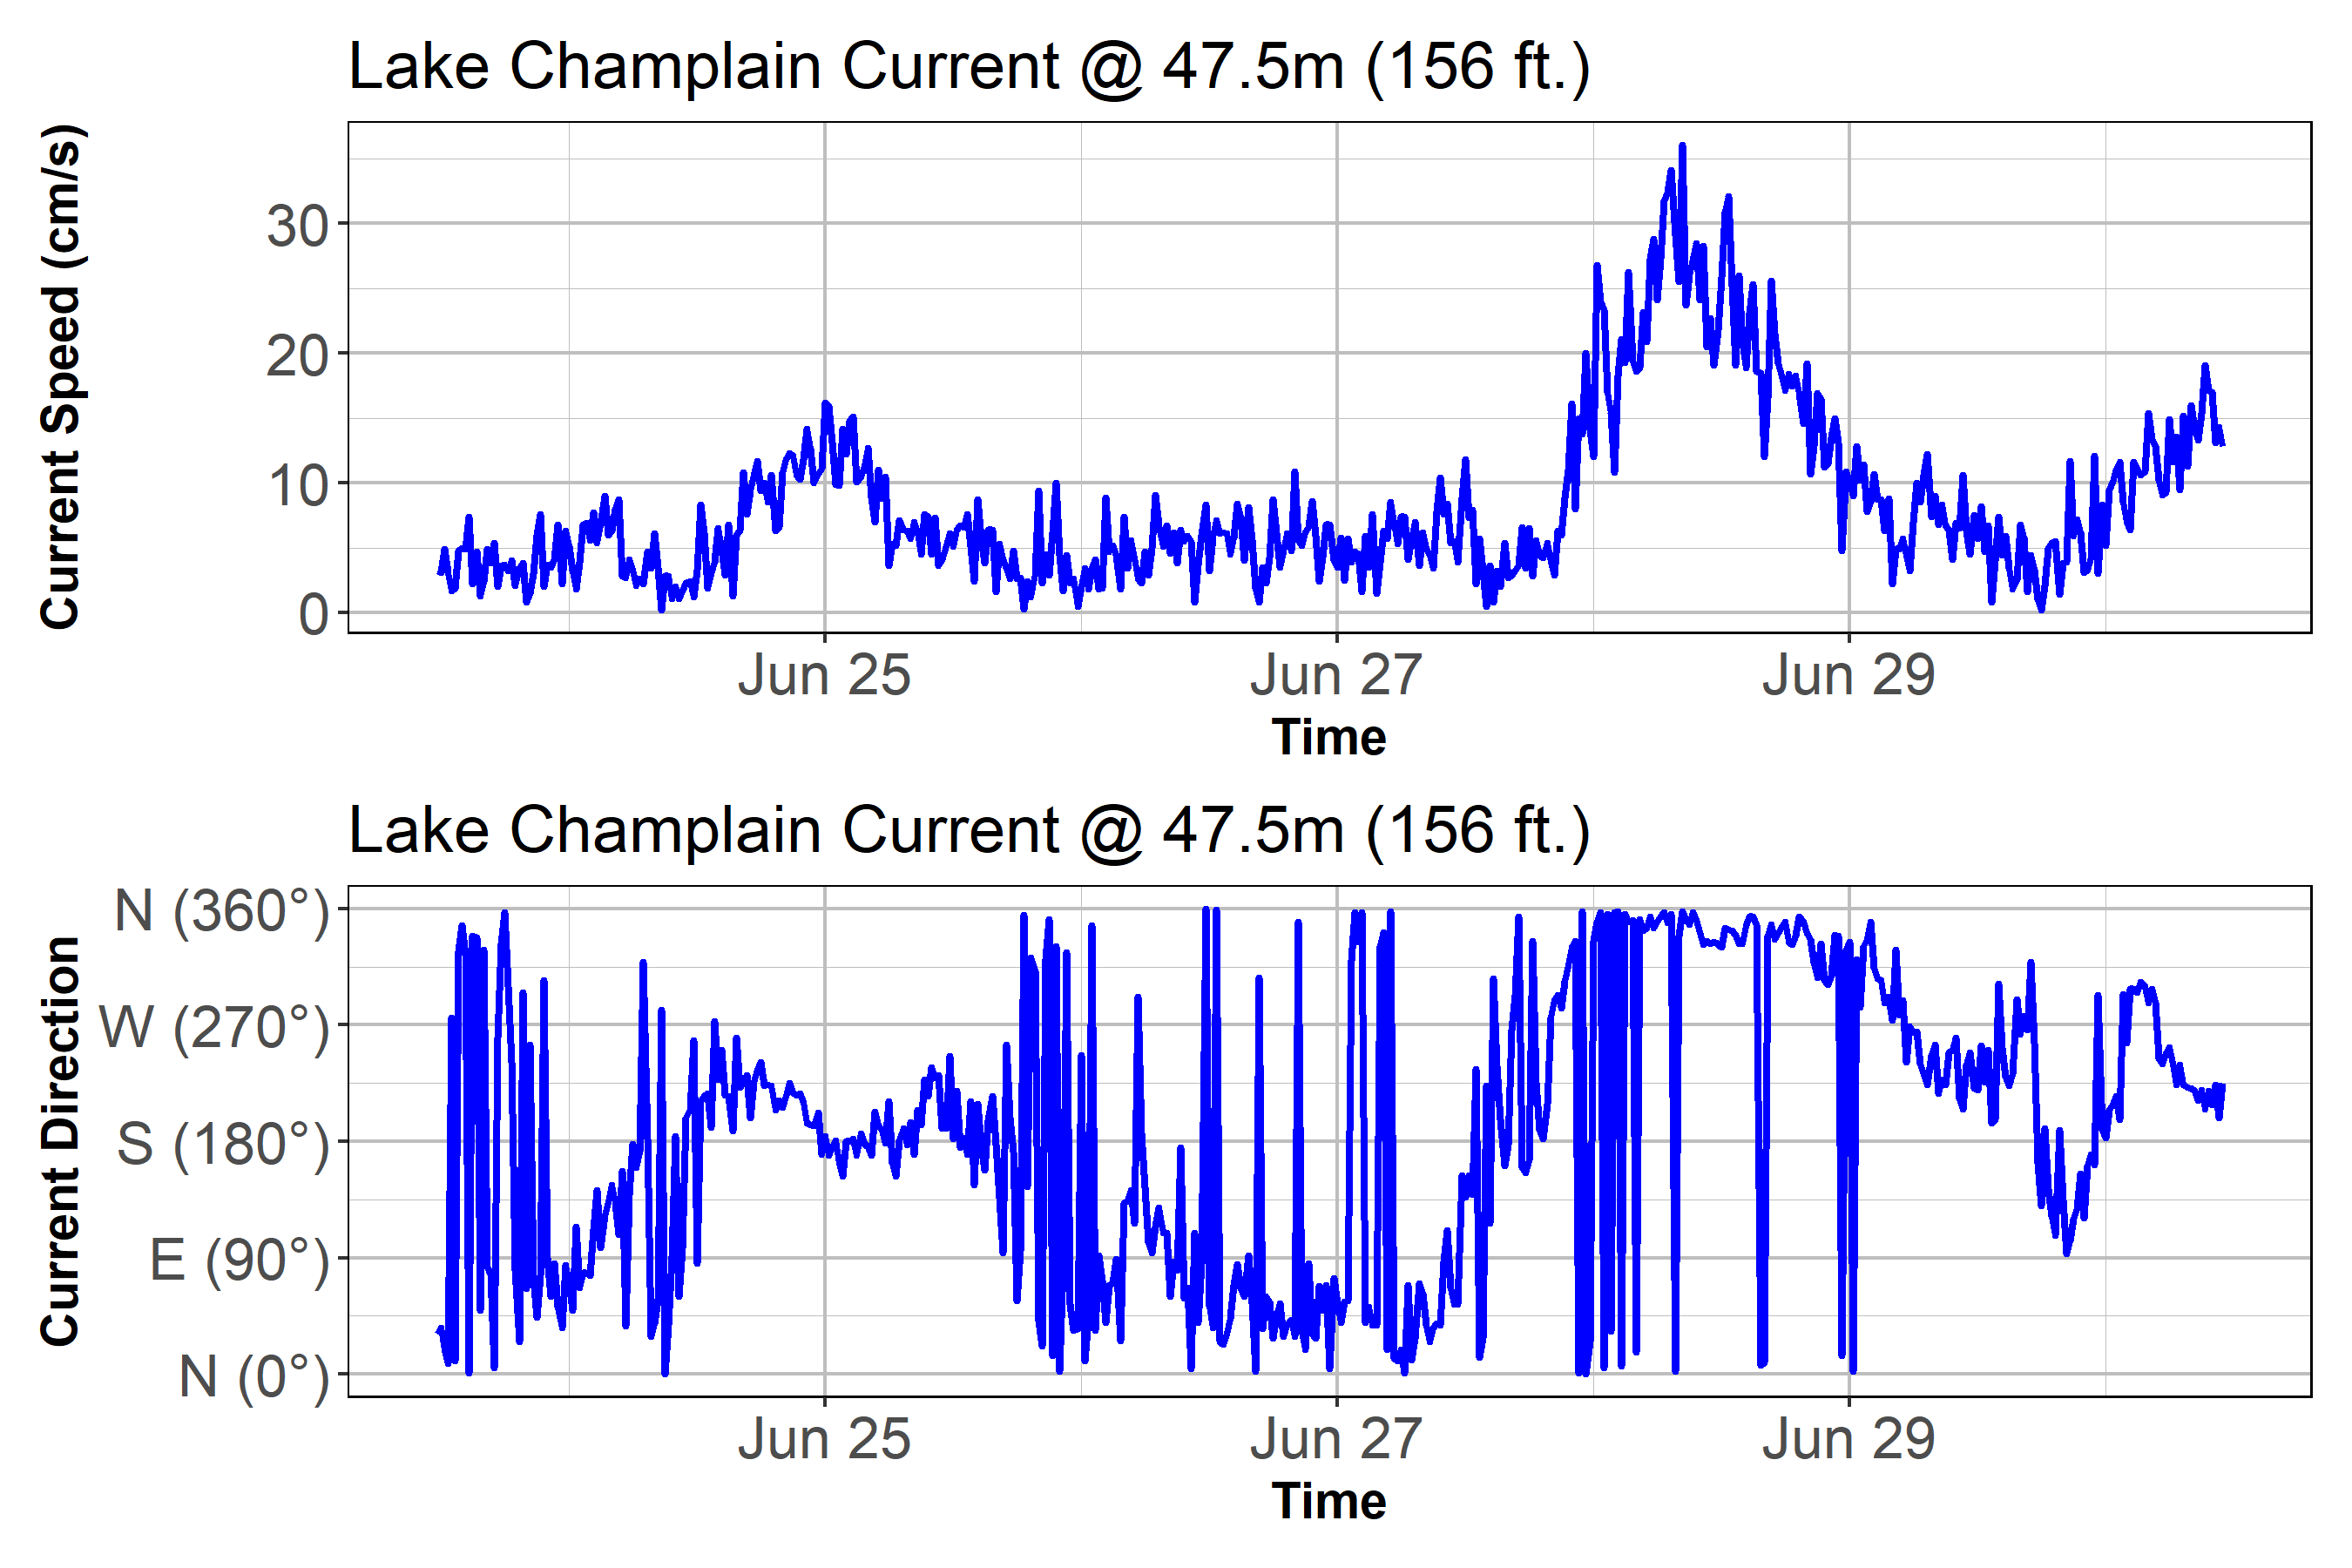 Lake Champlain Current @ 47.5m (156 ft.)
Current Speed (cm/s)
30
20
10
0
Jun 25
Jun 27
Jun 29
Time
Lake Champlain Current @ 47.5m (156 ft.)
Current Direction
N (360°)
W (270°)
S (180°)
E (90°)
N (0°)
Jun 25
Jun 27
Jun 29
Time